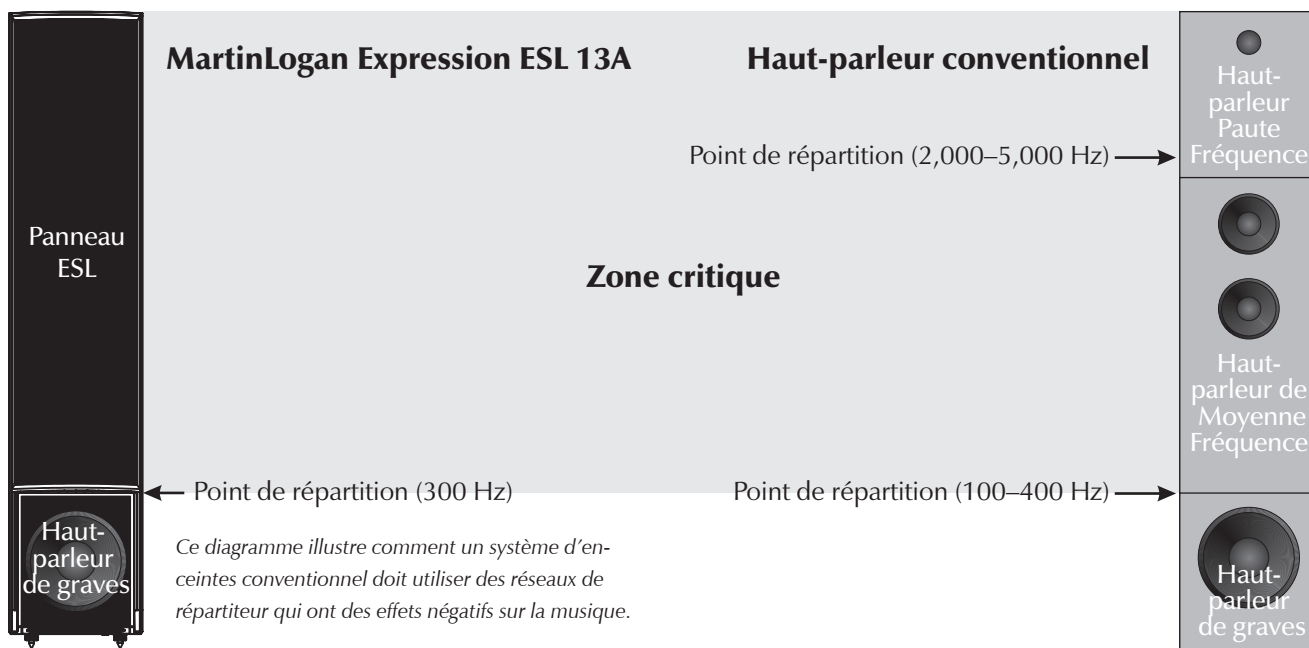 MartinLogan Expression ESL 13A
Haut-parleur conventionnel
Haut-
parleur
Paute
Fréquence
Point de répartition (2,000–5,000 Hz)
Panneau
ESL
Zone critique
Haut-
parleur de
Moyenne
Fréquence
Point de répartition (300 Hz)
Point de répartition (100–400 Hz)
Haut-
parleur
de graves
Ce diagramme illustre comment un système d'en-
ceintes conventionnel doit utiliser des réseaux de
répartiteur qui ont des effets négatifs sur la musique.
Haut-
parleur
de graves